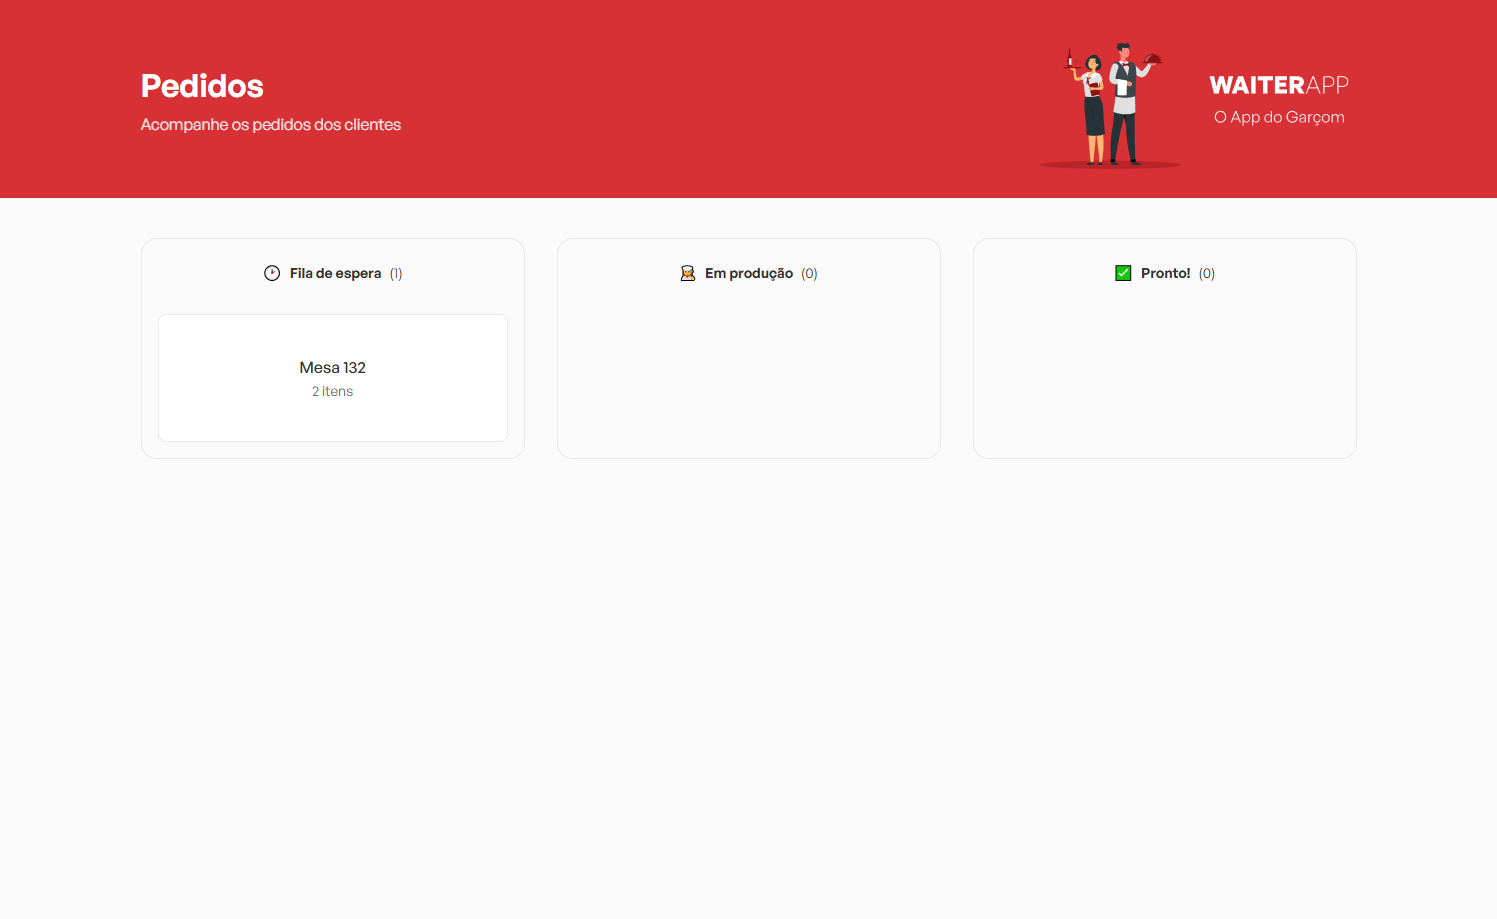 Pedidos
Acompanhe os pedidos dos clientes
WAITERAPP
O App do Garçom
Fila de espera (1)
Mesa 132
2 itens
Em produção (0)
Pronto! (0)